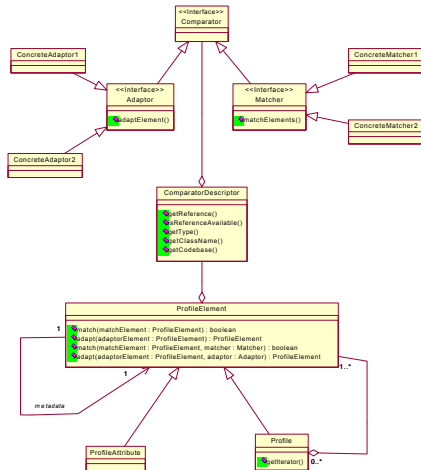 <<Interface>>
Comparator
ConcreteAdaptor1
ConcreteMatcher1
<<Interface>>
Adaptor
adaptElement()
<<Interface>>
Matcher
matchElements()
ConcreteAdaptor2
ConcreteMatcher2
ComparatorDescriptor
getReference()
isReferenceAvailable()
getType()
getClassName()
getCodebase()
ProfileElement
match(matchElement : ProfileElement) : boolean
adapt(adaptorElement : ProfileElement) : ProfileElement
match(matchElement : ProfileElement, matcher : Matcher) : boolean
adapt(adaptorElement : ProfileElement, adaptor : Adaptor) : ProfileElement
1
1
1..*
metadata
ProfileAttribute
Profile
getIterator()
0..*